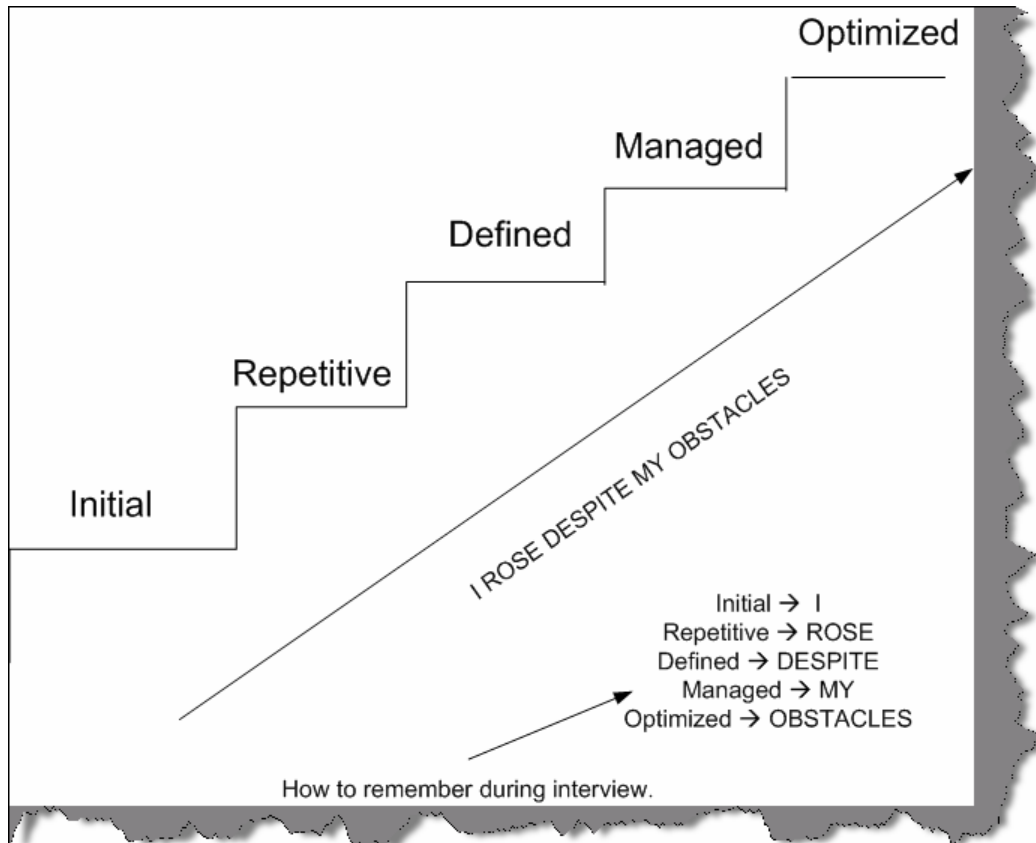 Optimized
Managed
Defined
Repetitive
Initial
I ROSE DESPITE MY OBSTACLES
Initial → I
Repetitive → ROSE
Defined → DESPITE
Managed → MY
Optimized → OBSTACLES
How to remember during interview.